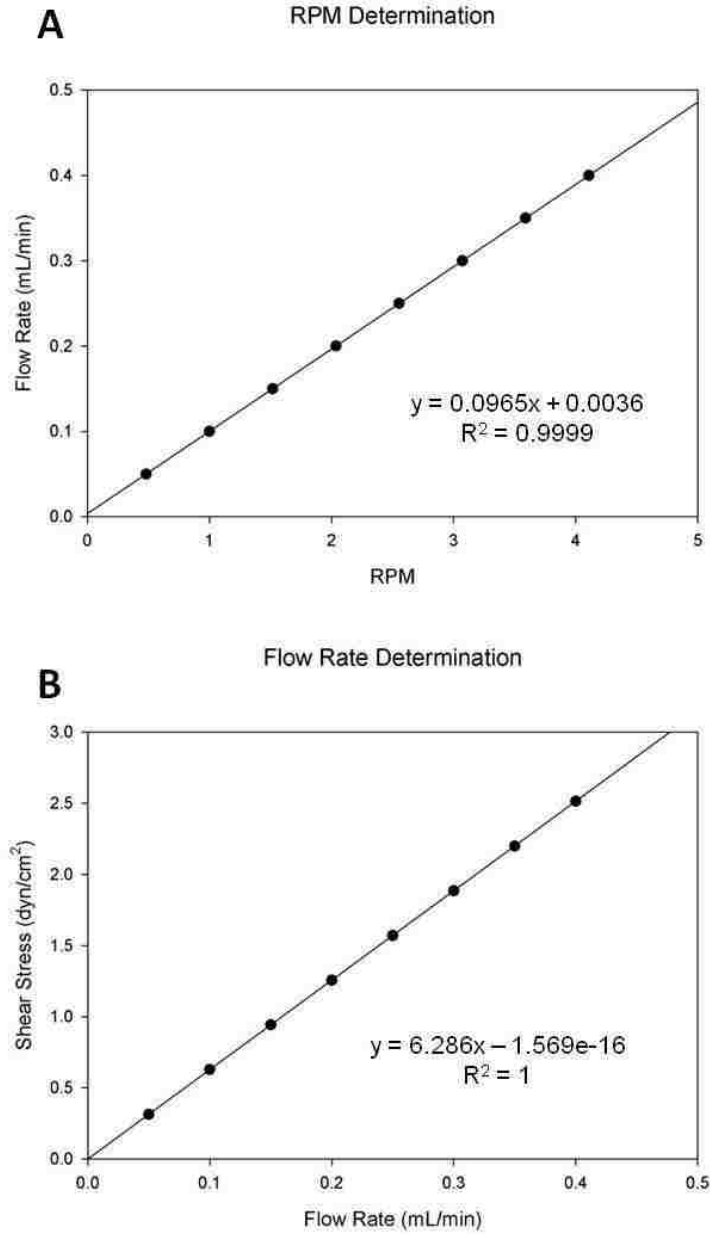 A
RPM Determination
0.5
0.4
0.3
0.2
0.1
0.0
Flow Rate (mL/min)
y = 0.0965x + 0.0036
R² = 0.9999
0 1 2 3 4 5
RPM
Flow Rate Determination
B
3.0
2.5
2.0
1.5
1.0
0.5
0.0
Shear Stress (dyn/cm²)
y = 6.286x – 1.569e-16
R² = 1
0.0 0.1 0.2 0.3 0.4 0.5
Flow Rate (mL/min)